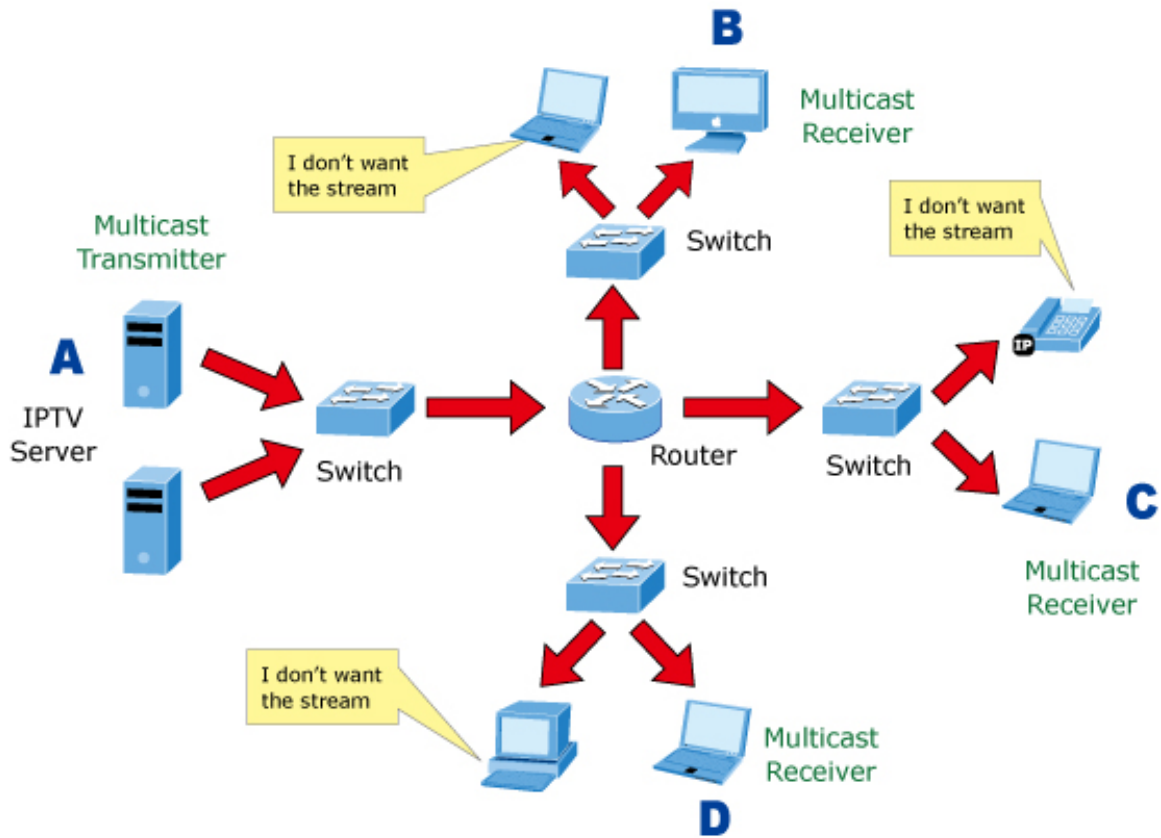 B
Multicast
Receiver
I don't want
the stream
I don't want
the stream
Switch
Multicast
Transmitter
A
IPTV
Server
IP
Switch
Router
Switch
C
Multicast
Receiver
Switch
I don't want
the stream
Multicast
Receiver
D